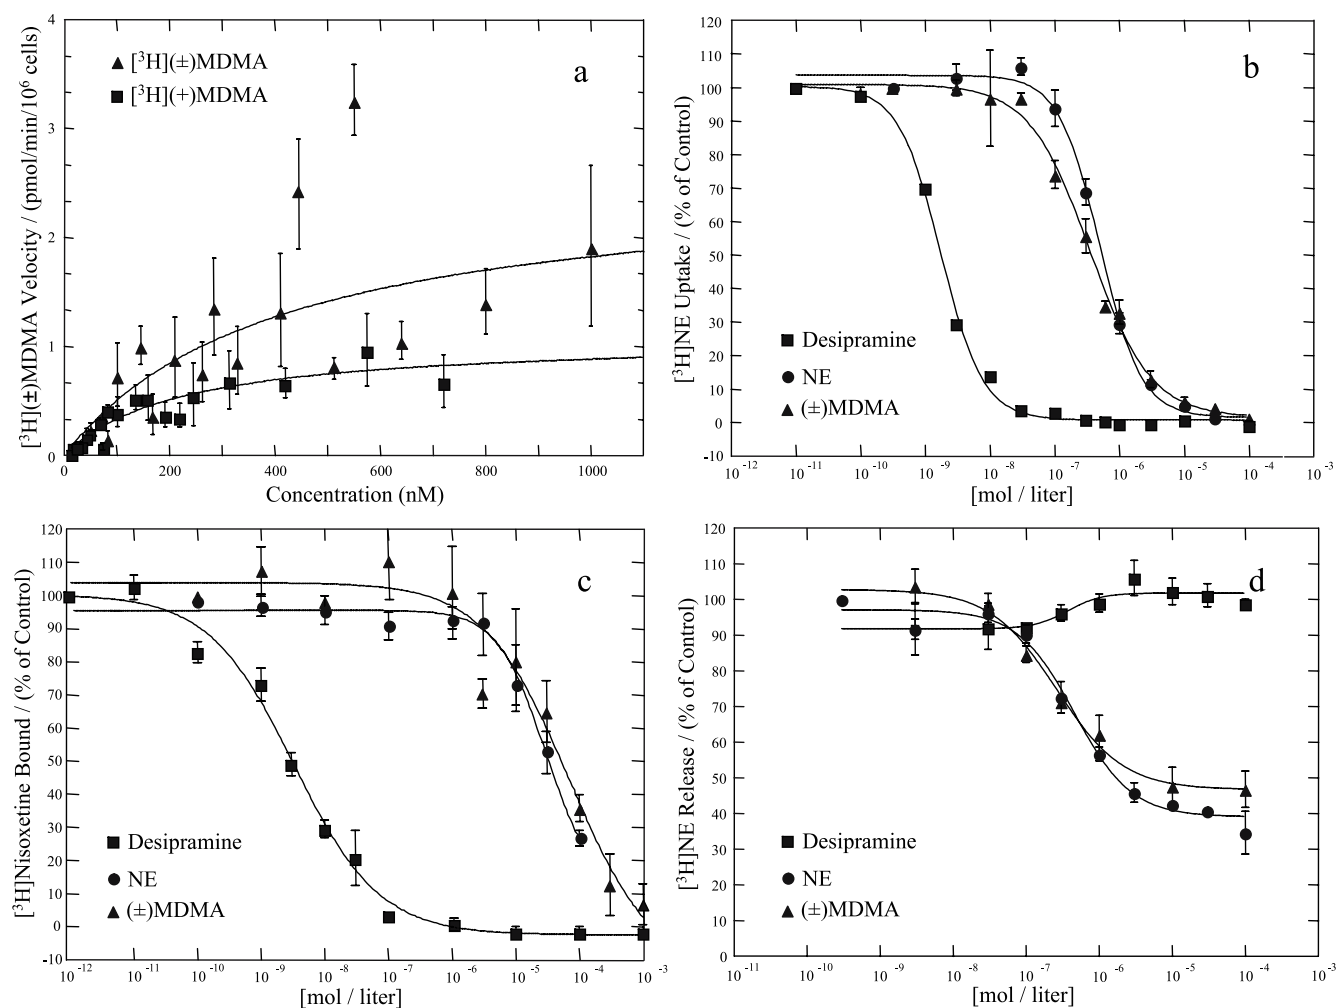 a
[³H](±)MDMA
[³H](+)MDMA
[³H](±)MDMA Velocity / (pmol/min/10⁶ cells)
4
3
2
1
0
0 200 400 600 800 1000
Concentration (nM)
b
[³H]NE Uptake / (% of Control)
120
110
100
90
80
70
60
50
40
30
20
10
0
-10
Desipramine
NE
(±)MDMA
10⁻¹² 10⁻¹¹ 10⁻¹⁰ 10⁻⁹ 10⁻⁸ 10⁻⁷ 10⁻⁶ 10⁻⁵ 10⁻⁴ 10⁻³
[mol / liter]
c
[³H]Nisoxetine Bound / (% of Control)
120
110
100
90
80
70
60
50
40
30
20
10
0
-10
Desipramine
NE
(±)MDMA
10⁻¹² 10⁻¹¹ 10⁻¹⁰ 10⁻⁹ 10⁻⁸ 10⁻⁷ 10⁻⁶ 10⁻⁵ 10⁻⁴ 10⁻³
[mol / liter]
d
[³H]NE Release / (% of Control)
120
110
100
90
80
70
60
50
40
30
20
10
0
Desipramine
NE
(±)MDMA
10⁻¹¹ 10⁻¹⁰ 10⁻⁹ 10⁻⁸ 10⁻⁷ 10⁻⁶ 10⁻⁵ 10⁻⁴ 10⁻³
[mol / liter]